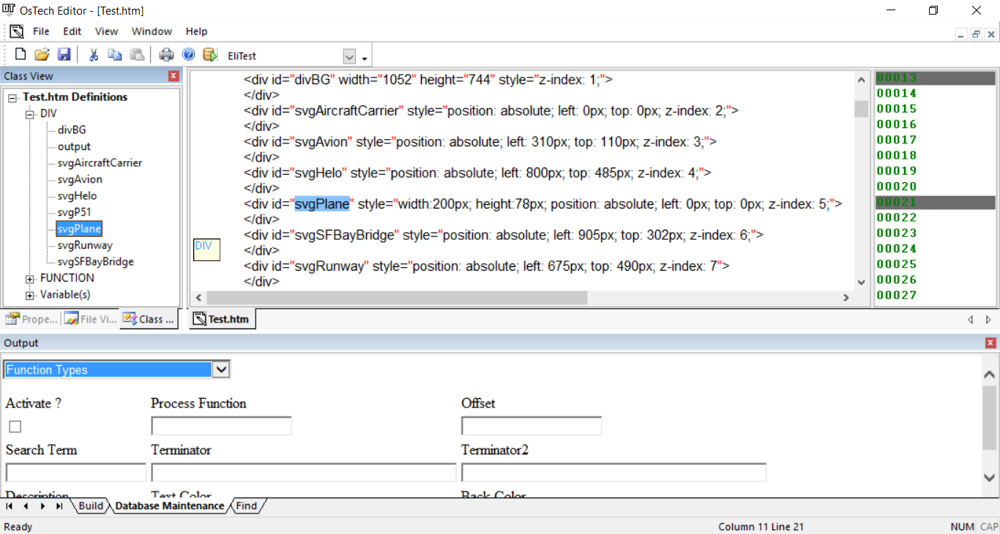 OsTech Editor - [Test.htm]
File Edit View Window Help
EliTest
Class View
Test.htm Definitions
DIV
divBG
output
svgAircraftCarrier
svgAvion
svgHelo
svgP51
svgPlane
svgRunway
svgSFBayBridge
FUNCTION
Variable(s)
Prope... File Vi... Class ...
<div id="divBG" width="1052" height="744" style="z-index: 1;">
</div>
<div id="svgAircraftCarrier" style="position: absolute; left: 0px; top: 0px; z-index: 2;">
</div>
<div id="svgAvion" style="position: absolute; left: 310px; top: 110px; z-index: 3;">
</div>
<div id="svgHelo" style="position: absolute; left: 800px; top: 485px; z-index: 4;">
</div>
<div id="svgPlane" style="width:200px; height:78px; position: absolute; left: 0px; top: 0px; z-index: 5;">
</div>
<div id="svgSFBayBridge" style="position: absolute; left: 905px; top: 302px; z-index: 6;">
DIV
</div>
<div id="svgRunway" style="position: absolute; left: 675px; top: 490px; z-index: 7">
</div>
00013
00014
00015
00016
00017
00018
00019
00020
00021
00022
00023
00024
00025
00026
00027
Test.htm
Output
Function Types
Activate ? Process Function Offset
Search Term Terminator Terminator2
Description Text Color Back Color
Build Database Maintenance Find
Ready Column 11 Line 21 NUM CAP